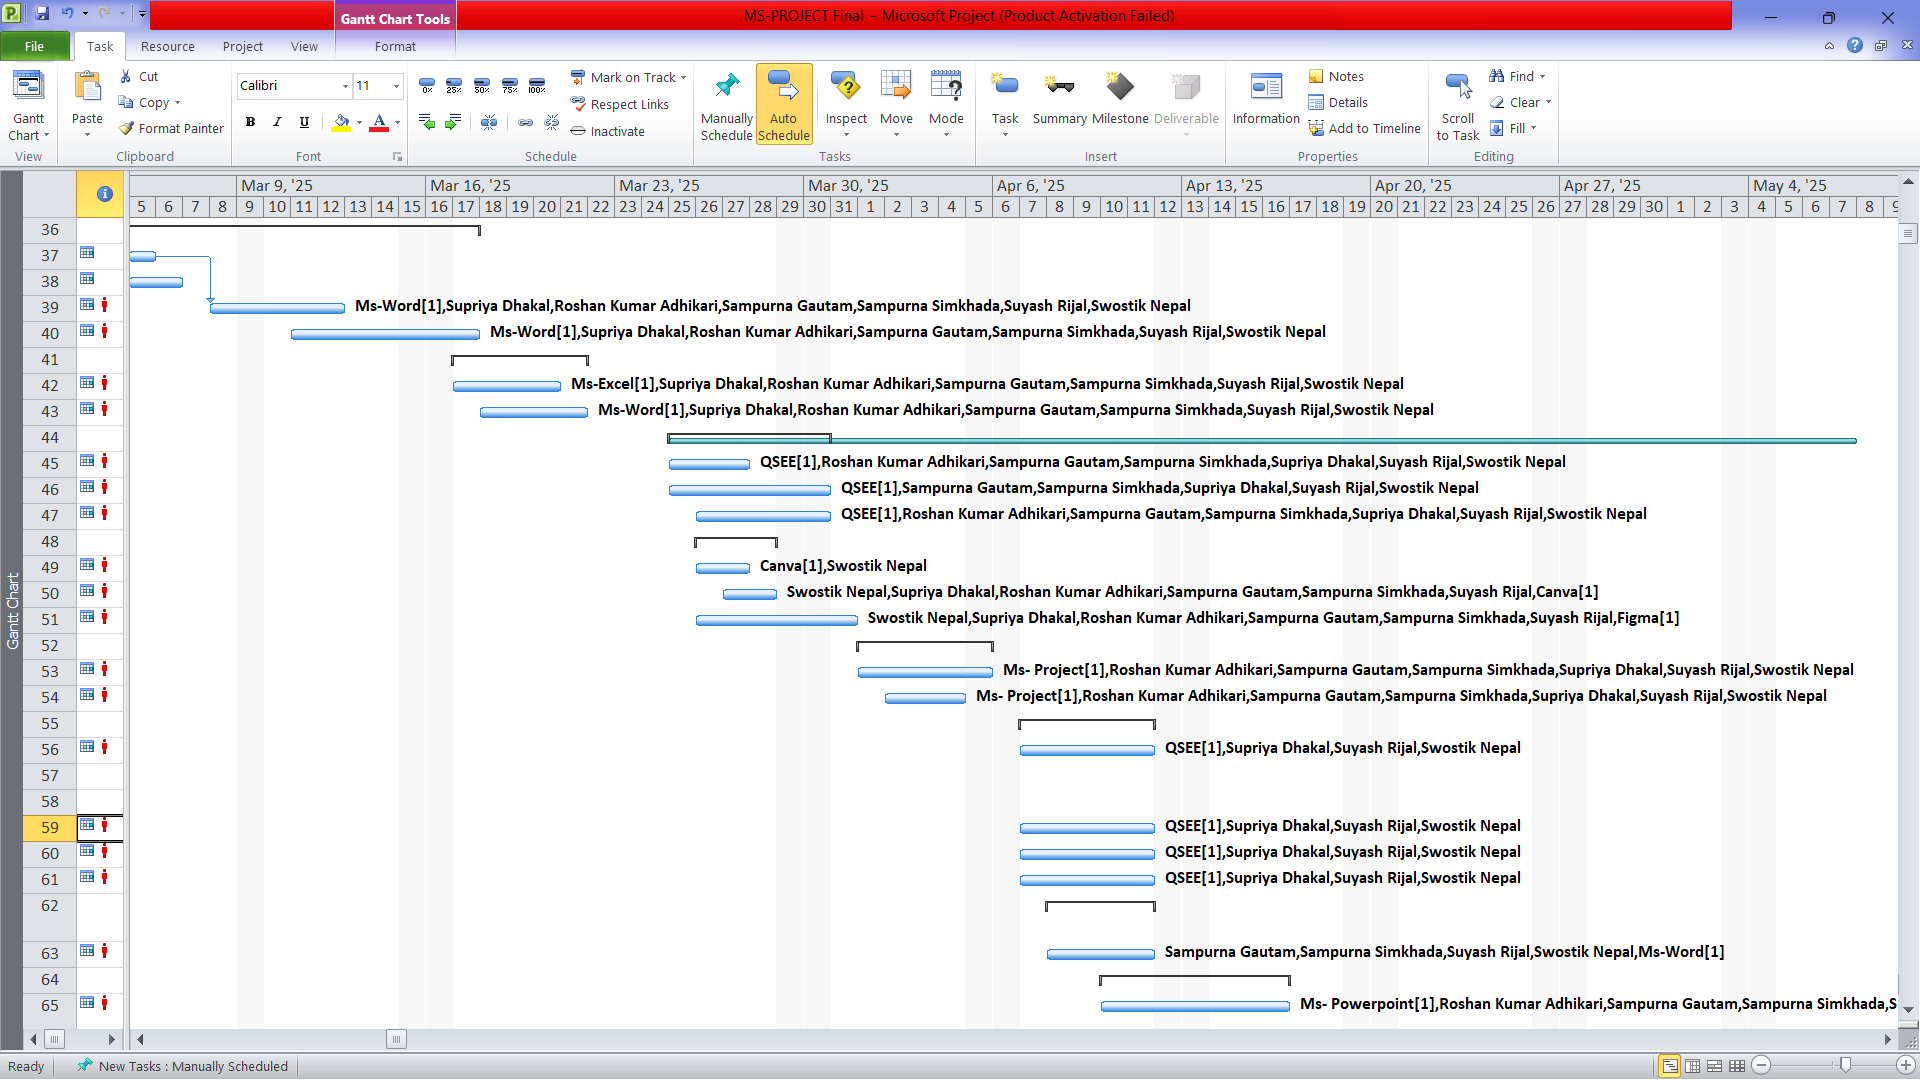 Gantt Chart Tools
MS-PROJECT Final - Microsoft Project (Product Activation Failed)
File Task Resource Project View Format
Gantt Chart
View
Paste
Cut
Copy
Format Painter
Clipboard
Calibri 11
B I U A
Font
0% 25% 50% 75% 100%
Mark on Track
Respect Links
Inactivate
Schedule
Manually Schedule
Auto Schedule
Inspect Move Mode
Tasks
Task Summary Milestone Deliverable
Insert
Information
Notes
Details
Add to Timeline
Properties
Scroll to Task
Find
Clear
Fill
Editing
Mar 9, '25 Mar 16, '25 Mar 23, '25 Mar 30, '25 Apr 6, '25 Apr 13, '25 Apr 20, '25 Apr 27, '25 May 4, '25
5 6 7 8 9 10 11 12 13 14 15 16 17 18 19 20 21 22 23 24 25 26 27 28 29 30 31 1 2 3 4 5 6 7 8 9 10 11 12 13 14 15 16 17 18 19 20 21 22 23 24 25 26 27 28 29 30 1 2 3 4 5 6 7 8 9
36
37
38
39 Ms-Word[1],Supriya Dhakal,Roshan Kumar Adhikari,Sampurna Gautam,Sampurna Simkhada,Suyash Rijal,Swostik Nepal
40 Ms-Word[1],Supriya Dhakal,Roshan Kumar Adhikari,Sampurna Gautam,Sampurna Simkhada,Suyash Rijal,Swostik Nepal
41
42 Ms-Excel[1],Supriya Dhakal,Roshan Kumar Adhikari,Sampurna Gautam,Sampurna Simkhada,Suyash Rijal,Swostik Nepal
43 Ms-Word[1],Supriya Dhakal,Roshan Kumar Adhikari,Sampurna Gautam,Sampurna Simkhada,Suyash Rijal,Swostik Nepal
44
45 QSEE[1],Roshan Kumar Adhikari,Sampurna Gautam,Sampurna Simkhada,Supriya Dhakal,Suyash Rijal,Swostik Nepal
46 QSEE[1],Sampurna Gautam,Sampurna Simkhada,Supriya Dhakal,Suyash Rijal,Swostik Nepal
47 QSEE[1],Roshan Kumar Adhikari,Sampurna Gautam,Sampurna Simkhada,Supriya Dhakal,Suyash Rijal,Swostik Nepal
48
49 Canva[1],Swostik Nepal
50 Swostik Nepal,Supriya Dhakal,Roshan Kumar Adhikari,Sampurna Gautam,Sampurna Simkhada,Suyash Rijal,Canva[1]
51 Swostik Nepal,Supriya Dhakal,Roshan Kumar Adhikari,Sampurna Gautam,Sampurna Simkhada,Suyash Rijal,Figma[1]
52
53 Ms- Project[1],Roshan Kumar Adhikari,Sampurna Gautam,Sampurna Simkhada,Supriya Dhakal,Suyash Rijal,Swostik Nepal
54 Ms- Project[1],Roshan Kumar Adhikari,Sampurna Gautam,Sampurna Simkhada,Supriya Dhakal,Suyash Rijal,Swostik Nepal
55
56 QSEE[1],Supriya Dhakal,Suyash Rijal,Swostik Nepal
57
58
59 QSEE[1],Supriya Dhakal,Suyash Rijal,Swostik Nepal
60 QSEE[1],Supriya Dhakal,Suyash Rijal,Swostik Nepal
61 QSEE[1],Supriya Dhakal,Suyash Rijal,Swostik Nepal
62
63 Sampurna Gautam,Sampurna Simkhada,Suyash Rijal,Swostik Nepal,Ms-Word[1]
64
65 Ms- Powerpoint[1],Roshan Kumar Adhikari,Sampurna Gautam,Sampurna Simkhada,S
Gantt Chart
Ready New Tasks : Manually Scheduled